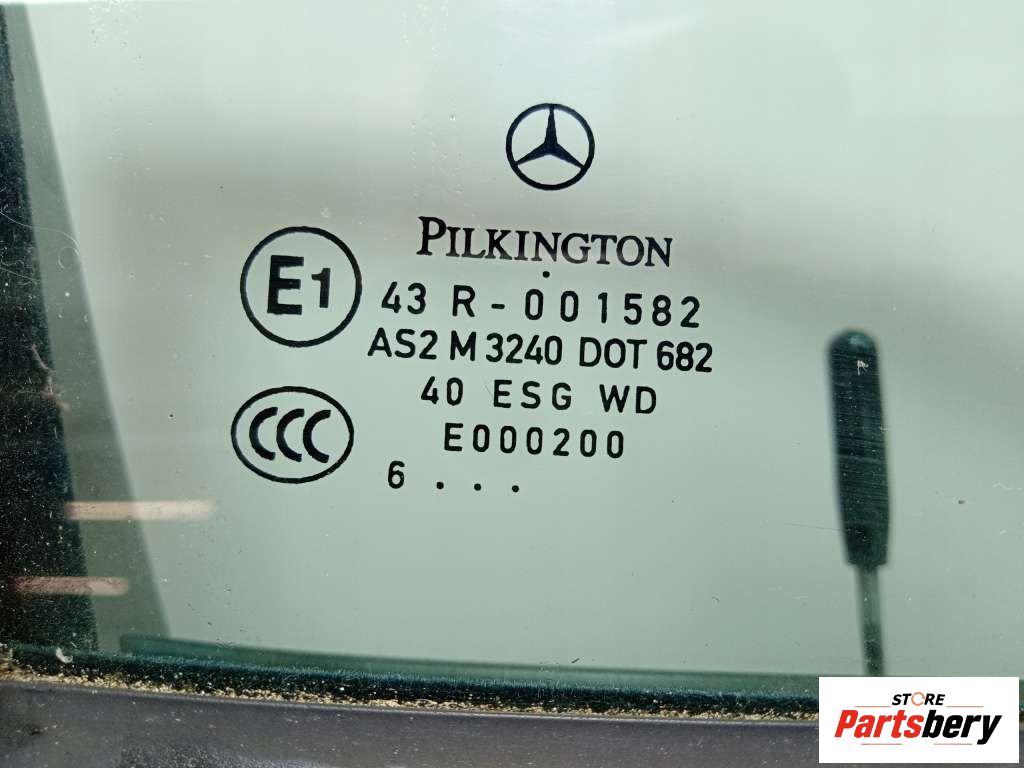 PILKINGTON
E1
43 R - 001582
AS2 M 3240 DOT 682
40 ESG WD
E000200
CCC
6 . . .
STORE
Partsbery